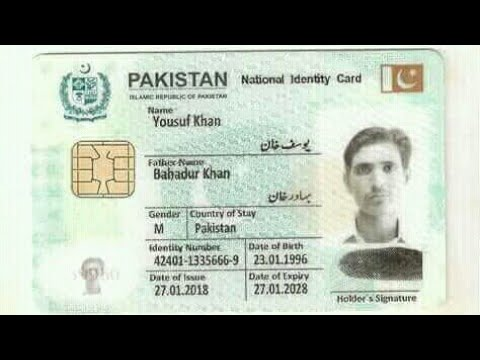 PAKISTAN National Identity Card
ISLAMIC REPUBLIC OF PAKISTAN
Name
Yousuf Khan
یوسف خان
Father Name
Bahadur Khan
بہادر خان
Gender Country of Stay
M Pakistan
Identity Number Date of Birth
42401-1335666-9 23.01.1996
Date of Issue Date of Expiry
27.01.2018 27.01.2028
Holder's Signature